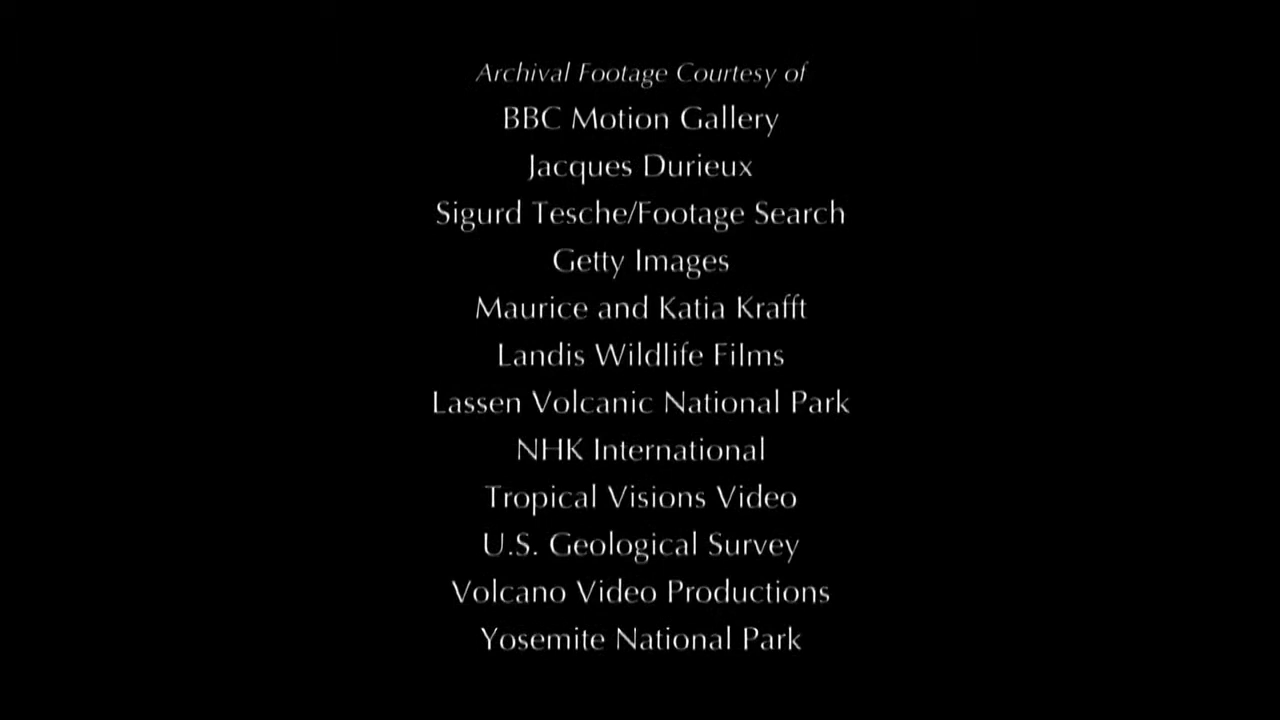 Archival Footage Courtesy of
BBC Motion Gallery
Jacques Durieux
Sigurd Tesche/Footage Search
Getty Images
Maurice and Katia Krafft
Landis Wildlife Films
Lassen Volcanic National Park
NHK International
Tropical Visions Video
U.S. Geological Survey
Volcano Video Productions
Yosemite National Park